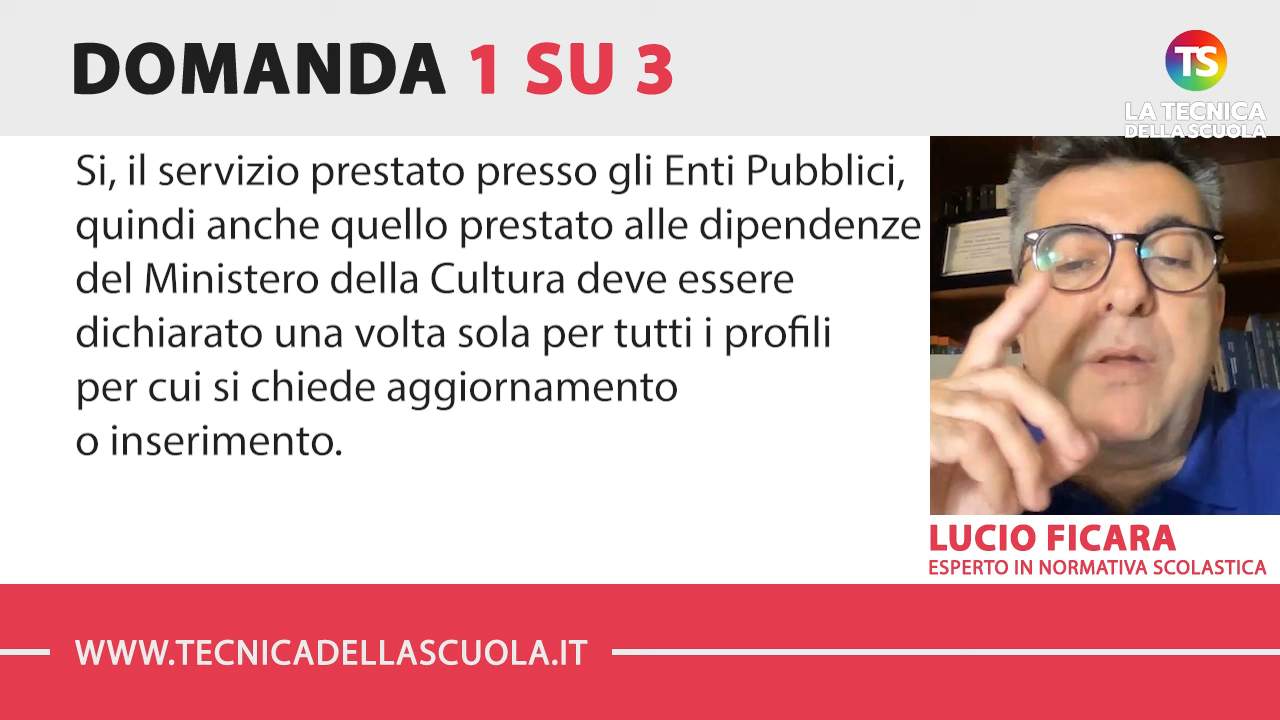 DOMANDA 1 SU 3
TS
LA TECNICA
DELLA SCUOLA
Si, il servizio prestato presso gli Enti Pubblici,
quindi anche quello prestato alle dipendenze
del Ministero della Cultura deve essere
dichiarato una volta sola per tutti i profili
per cui si chiede aggiornamento
o inserimento.
LUCIO FICARA
ESPERTO IN NORMATIVA SCOLASTICA
WWW.TECNICADELLASCUOLA.IT